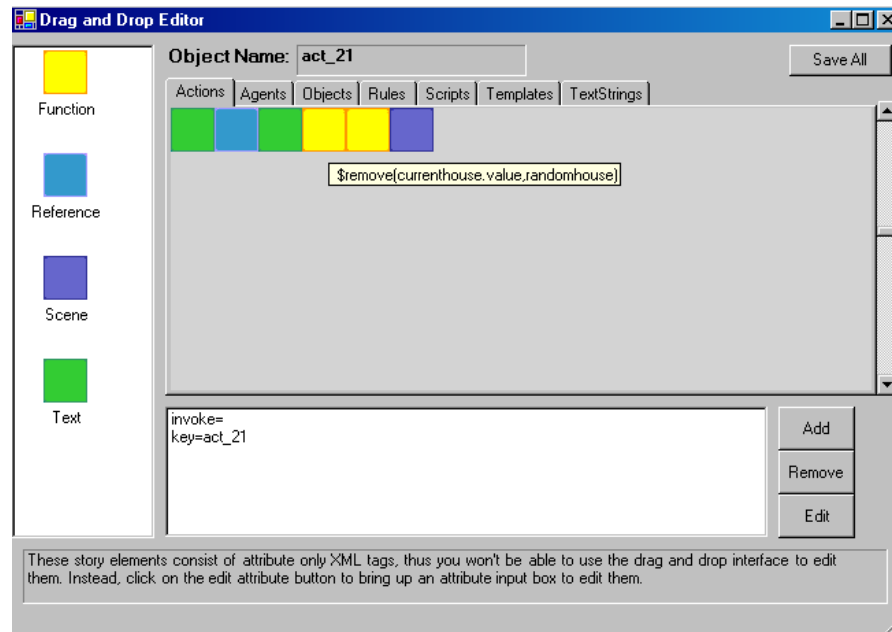 Drag and Drop Editor
Object Name: act_21
Save All
Actions Agents Objects Rules Scripts Templates TextStrings
Function
$remove(currenthouse.value,randomhouse)
Reference
Scene
Text
invoke=
key=act_21
Add
Remove
Edit
These story elements consist of attribute only XML tags, thus you won't be able to use the drag and drop interface to edit
them. Instead, click on the edit attribute button to bring up an attribute input box to edit them.